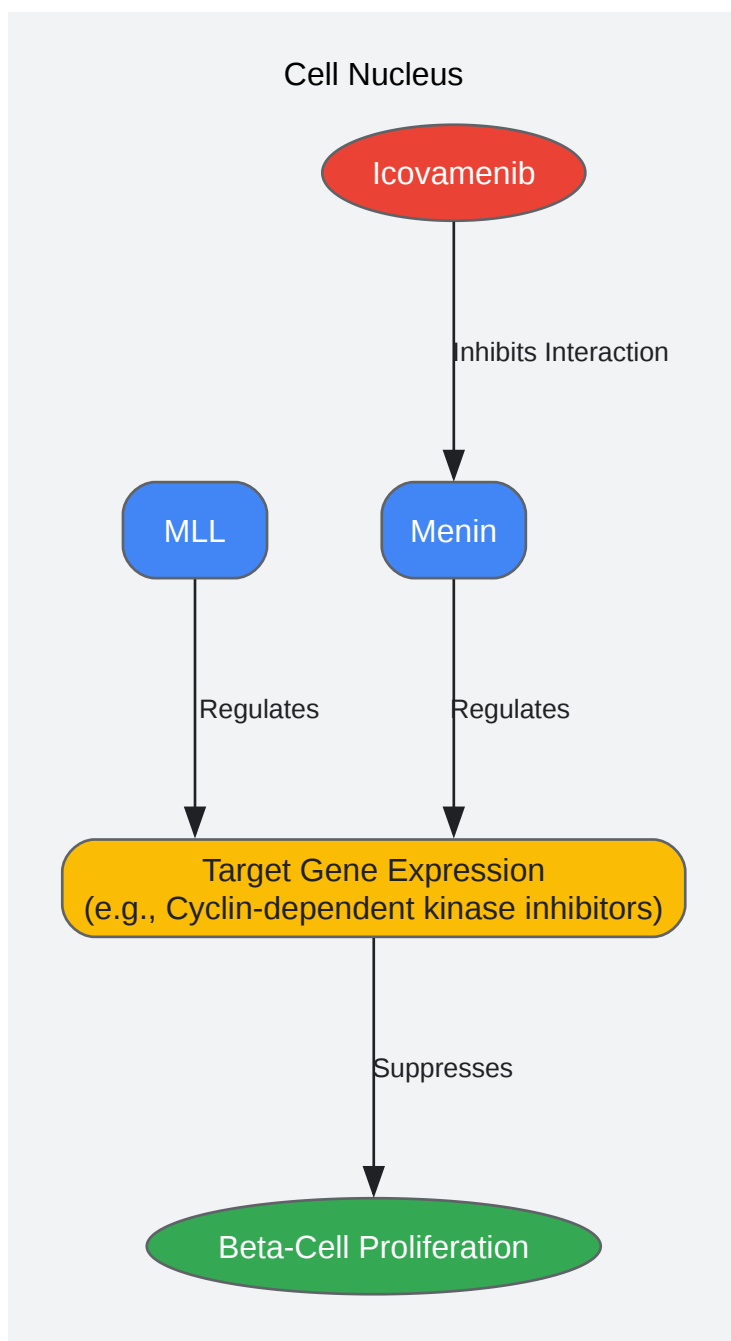 Cell Nucleus
Icovamenib
Inhibits Interaction
MLL
Menin
Regulates
Regulates
Target Gene Expression
(e.g., Cyclin-dependent kinase inhibitors)
Suppresses
Beta-Cell Proliferation